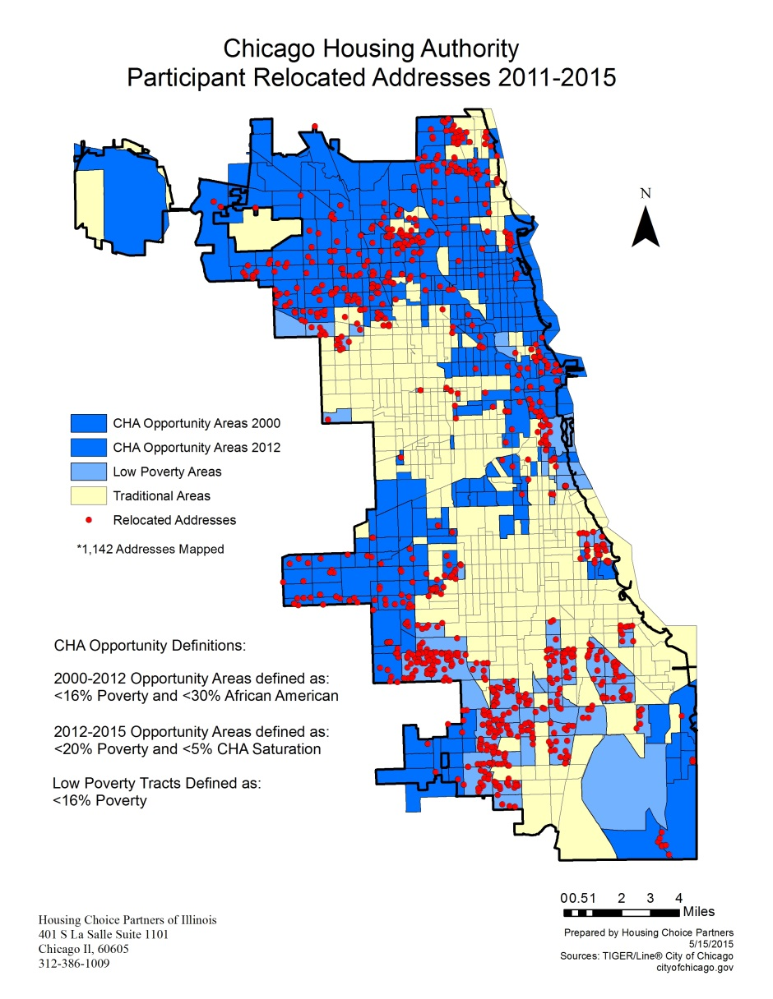 Chicago Housing Authority
Participant Relocated Addresses 2011-2015
N
CHA Opportunity Areas 2000
CHA Opportunity Areas 2012
Low Poverty Areas
Traditional Areas
Relocated Addresses
*1,142 Addresses Mapped
CHA Opportunity Definitions:
2000-2012 Opportunity Areas defined as:
<16% Poverty and <30% African American
2012-2015 Opportunity Areas defined as:
<20% Poverty and <5% CHA Saturation
Low Poverty Tracts Defined as:
<16% Poverty
0 0.5 1 2 3 4
Miles
Housing Choice Partners of Illinois
401 S La Salle Suite 1101
Chicago Il, 60605
312-386-1009
Prepared by Housing Choice Partners
5/15/2015
Sources: TIGER/Line® City of Chicago
cityofchicago.gov